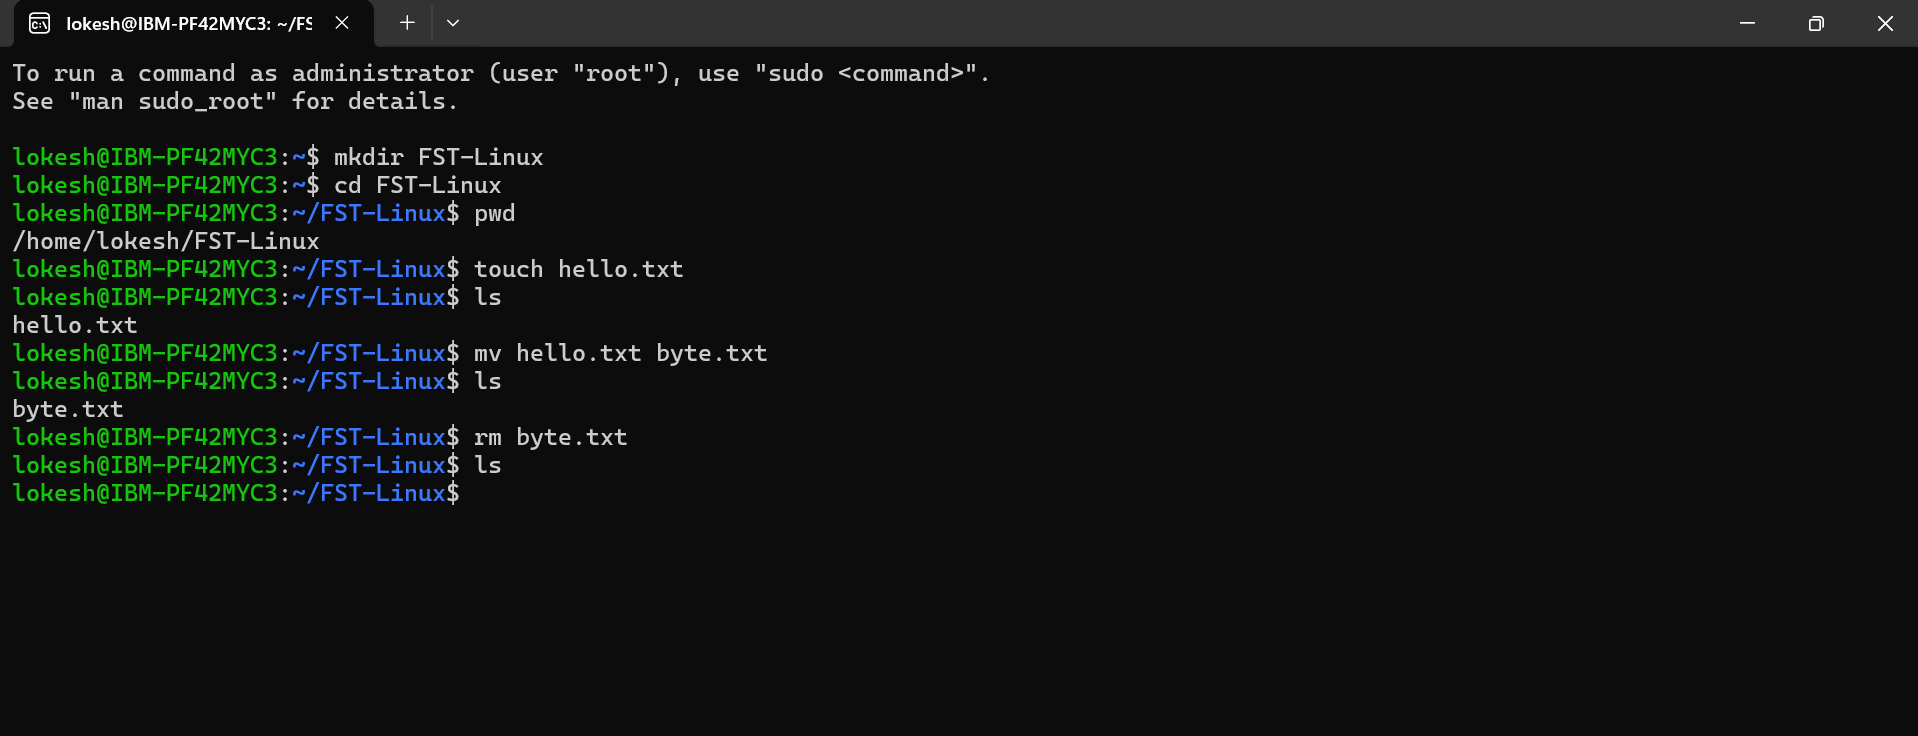 lokesh@IBM-PF42MYC3: ~/FS
To run a command as administrator (user "root"), use "sudo <command>".
See "man sudo_root" for details.
lokesh@IBM-PF42MYC3:~$ mkdir FST-Linux
lokesh@IBM-PF42MYC3:~$ cd FST-Linux
lokesh@IBM-PF42MYC3:~/FST-Linux$ pwd
/home/lokesh/FST-Linux
lokesh@IBM-PF42MYC3:~/FST-Linux$ touch hello.txt
lokesh@IBM-PF42MYC3:~/FST-Linux$ ls
hello.txt
lokesh@IBM-PF42MYC3:~/FST-Linux$ mv hello.txt byte.txt
lokesh@IBM-PF42MYC3:~/FST-Linux$ ls
byte.txt
lokesh@IBM-PF42MYC3:~/FST-Linux$ rm byte.txt
lokesh@IBM-PF42MYC3:~/FST-Linux$ ls
lokesh@IBM-PF42MYC3:~/FST-Linux$